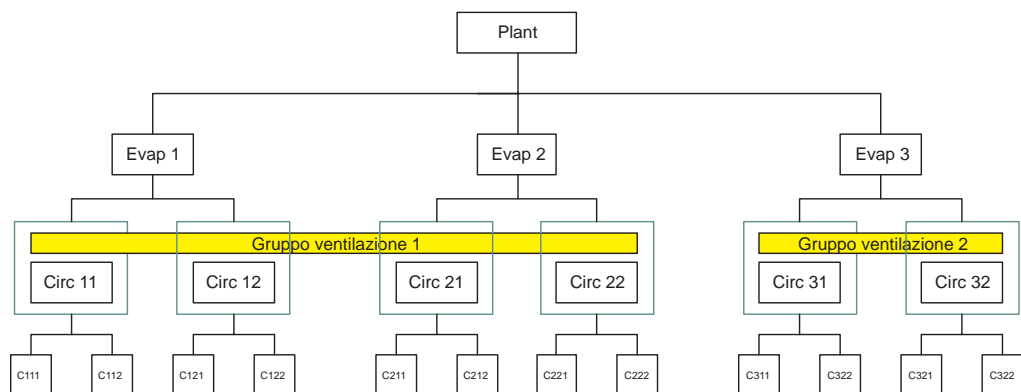 Plant
Evap 1
Evap 2
Evap 3
Gruppo ventilazione 1
Gruppo ventilazione 2
Circ 11
Circ 12
Circ 21
Circ 22
Circ 31
Circ 32
C111
C112
C121
C122
C211
C212
C221
C222
C311
C322
C321
C322